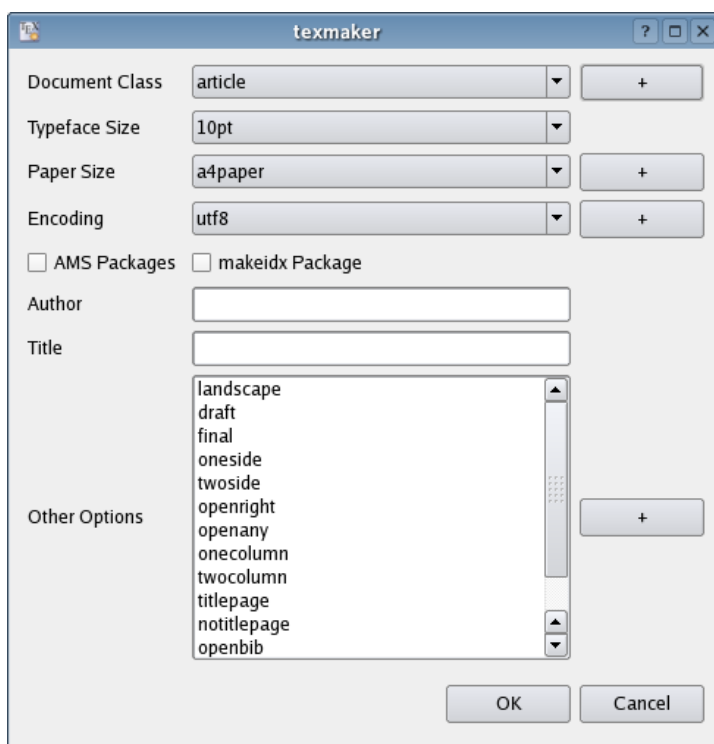 texmaker
Document Class article +
Typeface Size 10pt
Paper Size a4paper +
Encoding utf8 +
AMS Packages makeidx Package
Author
Title
landscape
draft
final
oneside
twoside
openright
Other Options +
openany
onecolumn
twocolumn
titlepage
notitlepage
openbib
OK Cancel